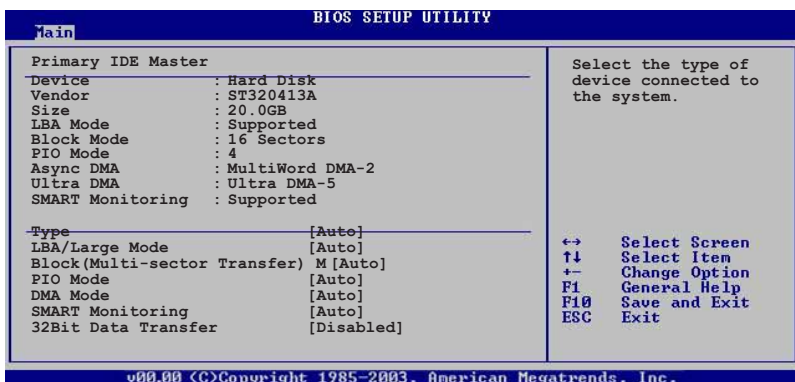 BIOS SETUP UTILITY
Main
Primary IDE Master
Device : Hard Disk
Vendor : ST320413A
Size : 20.0GB
LBA Mode : Supported
Block Mode : 16 Sectors
PIO Mode : 4
Async DMA : MultiWord DMA-2
Ultra DMA : Ultra DMA-5
SMART Monitoring : Supported
Type [Auto]
LBA/Large Mode [Auto]
Block(Multi-sector Transfer) M [Auto]
PIO Mode [Auto]
DMA Mode [Auto]
SMART Monitoring [Auto]
32Bit Data Transfer [Disabled]
Select the type of
device connected to
the system.
←→ Select Screen
↑↓ Select Item
+- Change Option
F1 General Help
F10 Save and Exit
ESC Exit
v00.00 (C)Copyright 1985-2003, American Megatrends, Inc.